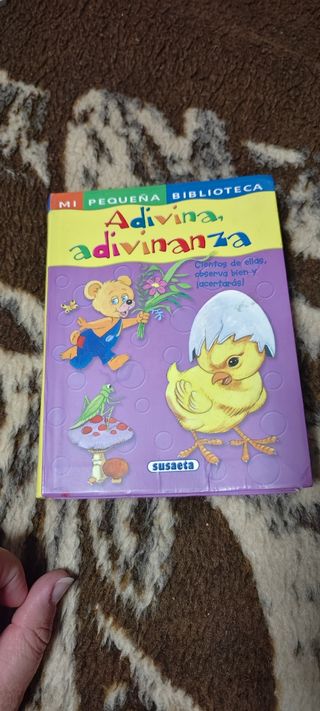 MI PEQUEÑA BIBLIOTECA
Adivina,
adivinanza
Cientos de ellas,
observa bien y
¡acertarás!
susaeta